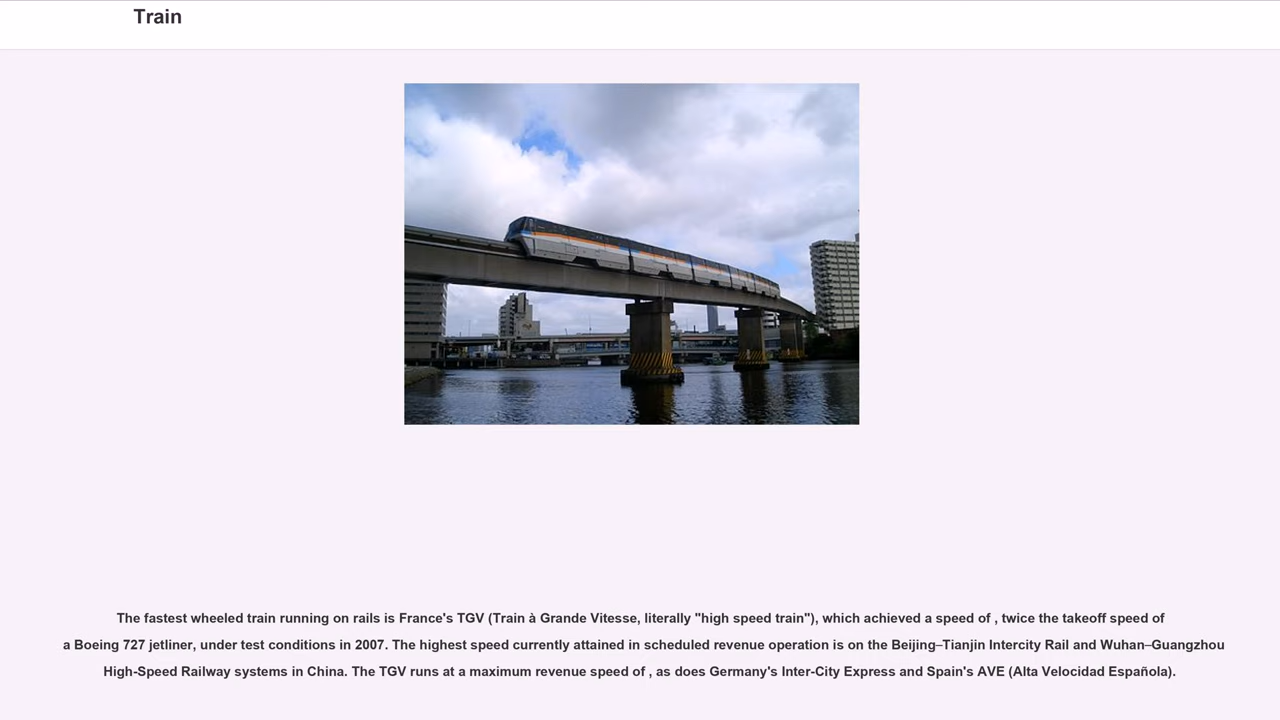 Train
The fastest wheeled train running on rails is France's TGV (Train à Grande Vitesse, literally "high speed train"), which achieved a speed of , twice the takeoff speed of
a Boeing 727 jetliner, under test conditions in 2007. The highest speed currently attained in scheduled revenue operation is on the Beijing–Tianjin Intercity Rail and Wuhan–Guangzhou
High-Speed Railway systems in China. The TGV runs at a maximum revenue speed of , as does Germany's Inter-City Express and Spain's AVE (Alta Velocidad Española).